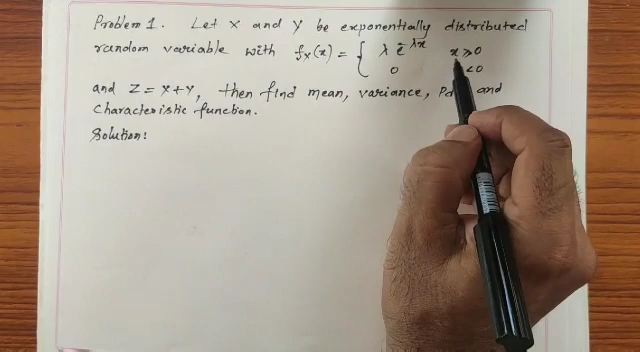 Problem 1. Let X and Y be exponentially distributed
random variable with fx(x) = { λ e^-λx x ≥ 0
0 < 0
and Z = X+Y, then find mean, variance, and
characteristic function.
Solution: